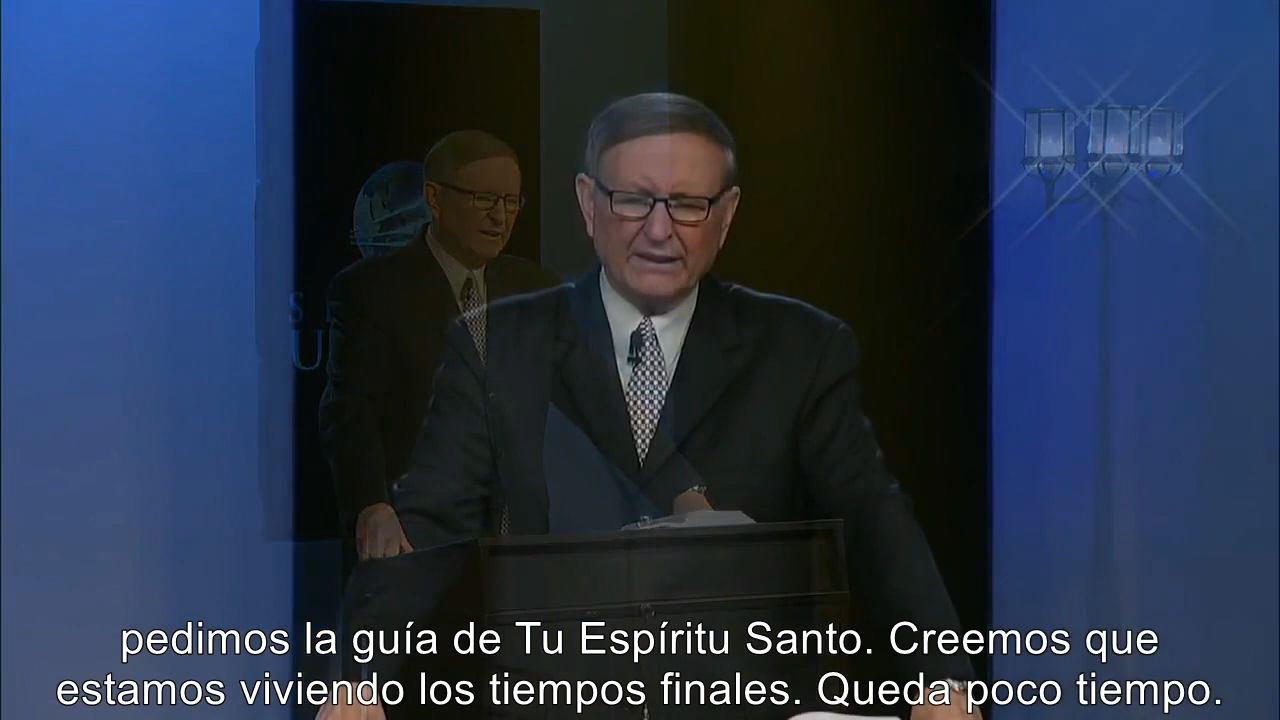 pedimos la guía de Tu Espíritu Santo. Creemos que
estamos viviendo los tiempos finales. Queda poco tiempo.